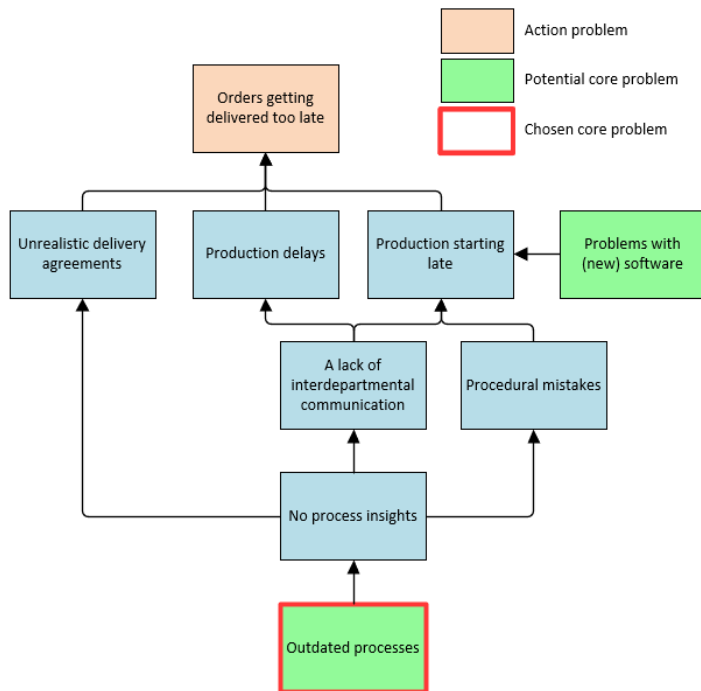 Action problem
Potential core problem
Chosen core problem
Orders getting
delivered too late
Unrealistic delivery
agreements
Production delays
Production starting
late
Problems with
(new) software
A lack of
interdepartmental
communication
Procedural mistakes
No process insights
Outdated processes